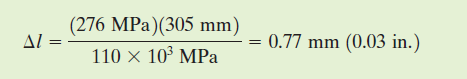 Δl = (276 MPa)(305 mm) / 110 × 10³ MPa = 0.77 mm (0.03 in.)